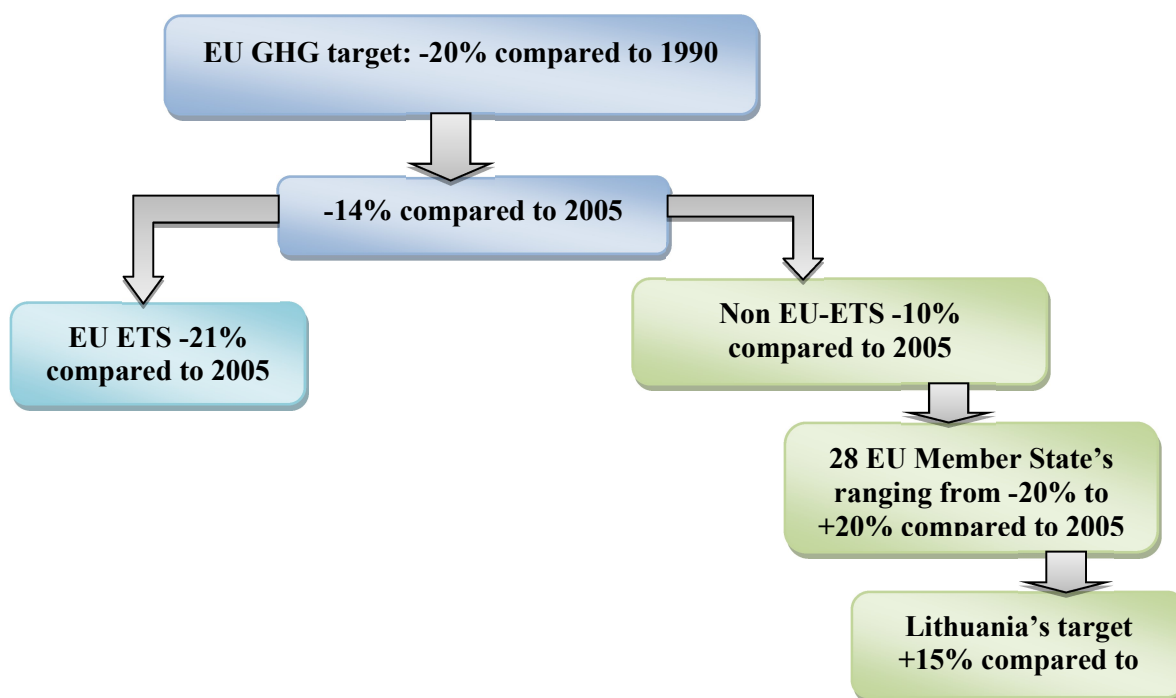 EU GHG target: -20% compared to 1990
-14% compared to 2005
EU ETS -21%
compared to 2005
Non EU-ETS -10%
compared to 2005
28 EU Member State’s
ranging from -20% to
+20% compared to 2005
Lithuania’s target
+15% compared to